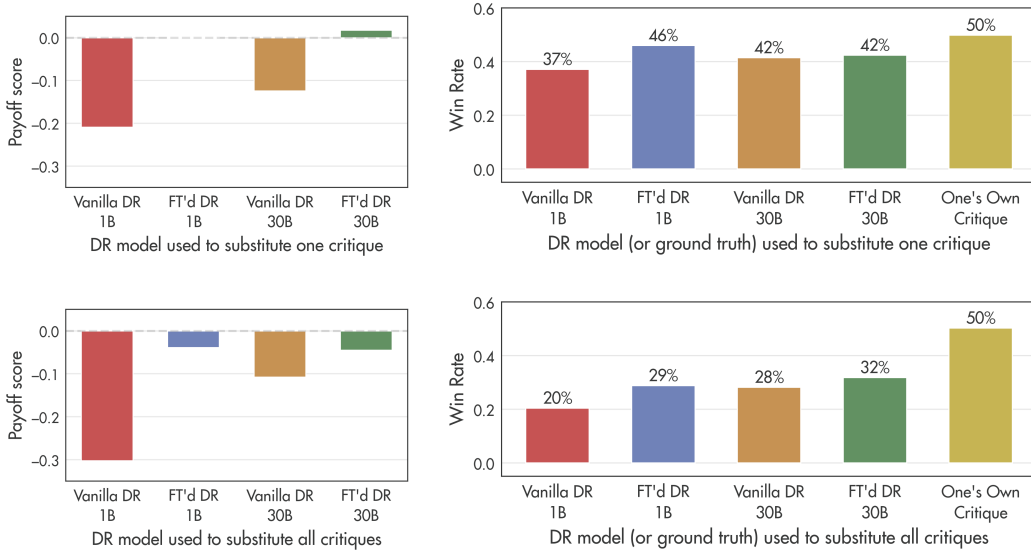 Payoff score
0.0
−0.1
−0.2
−0.3
Vanilla DR
1B
FT'd DR
1B
Vanilla DR
30B
FT'd DR
30B
DR model used to substitute one critique
Win Rate
0.6
0.4
0.2
0.0
37%
46%
42%
42%
50%
Vanilla DR
1B
FT'd DR
1B
Vanilla DR
30B
FT'd DR
30B
One's Own
Critique
DR model (or ground truth) used to substitute one critique
Payoff score
0.0
−0.1
−0.2
−0.3
Vanilla DR
1B
FT'd DR
1B
Vanilla DR
30B
FT'd DR
30B
DR model used to substitute all critiques
Win Rate
0.6
0.4
0.2
0.0
20%
29%
28%
32%
50%
Vanilla DR
1B
FT'd DR
1B
Vanilla DR
30B
FT'd DR
30B
One's Own
Critique
DR model (or ground truth) used to substitute all critiques